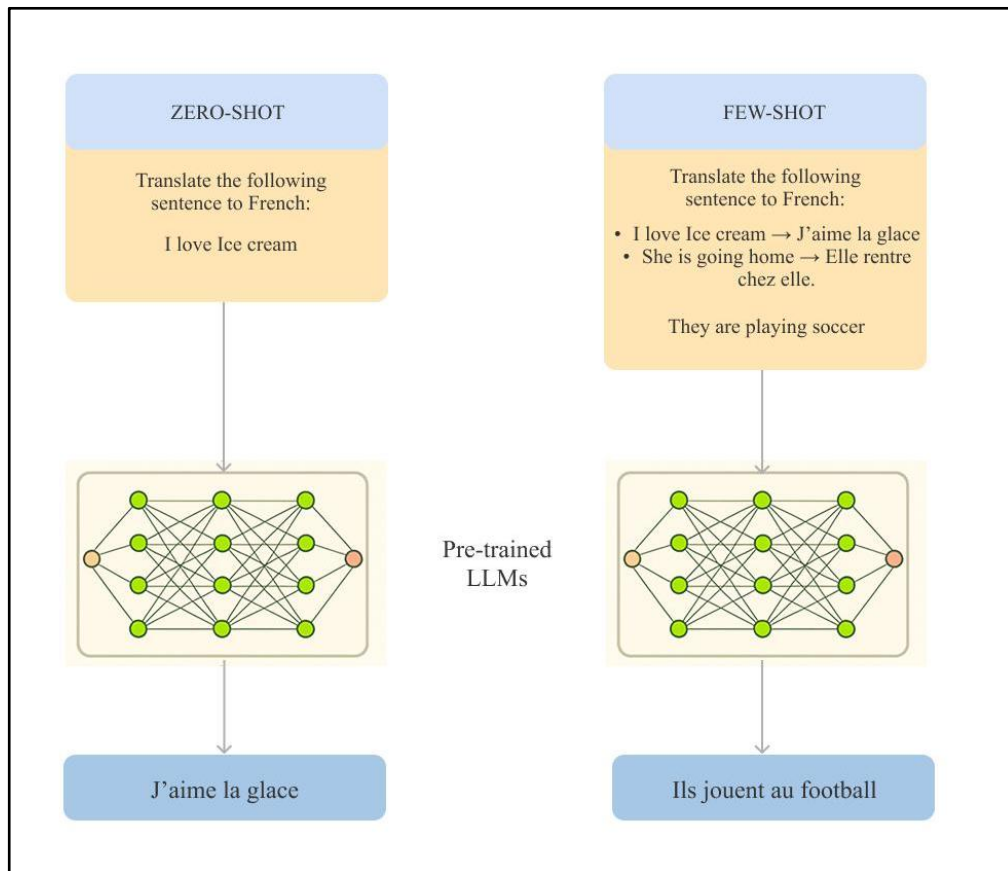 ZERO-SHOT
Translate the following
sentence to French:
I love Ice cream
FEW-SHOT
Translate the following
sentence to French:
• I love Ice cream → J’aime la glace
• She is going home → Elle rentre
chez elle.
They are playing soccer
Pre-trained
LLMs
J’aime la glace
Ils jouent au football